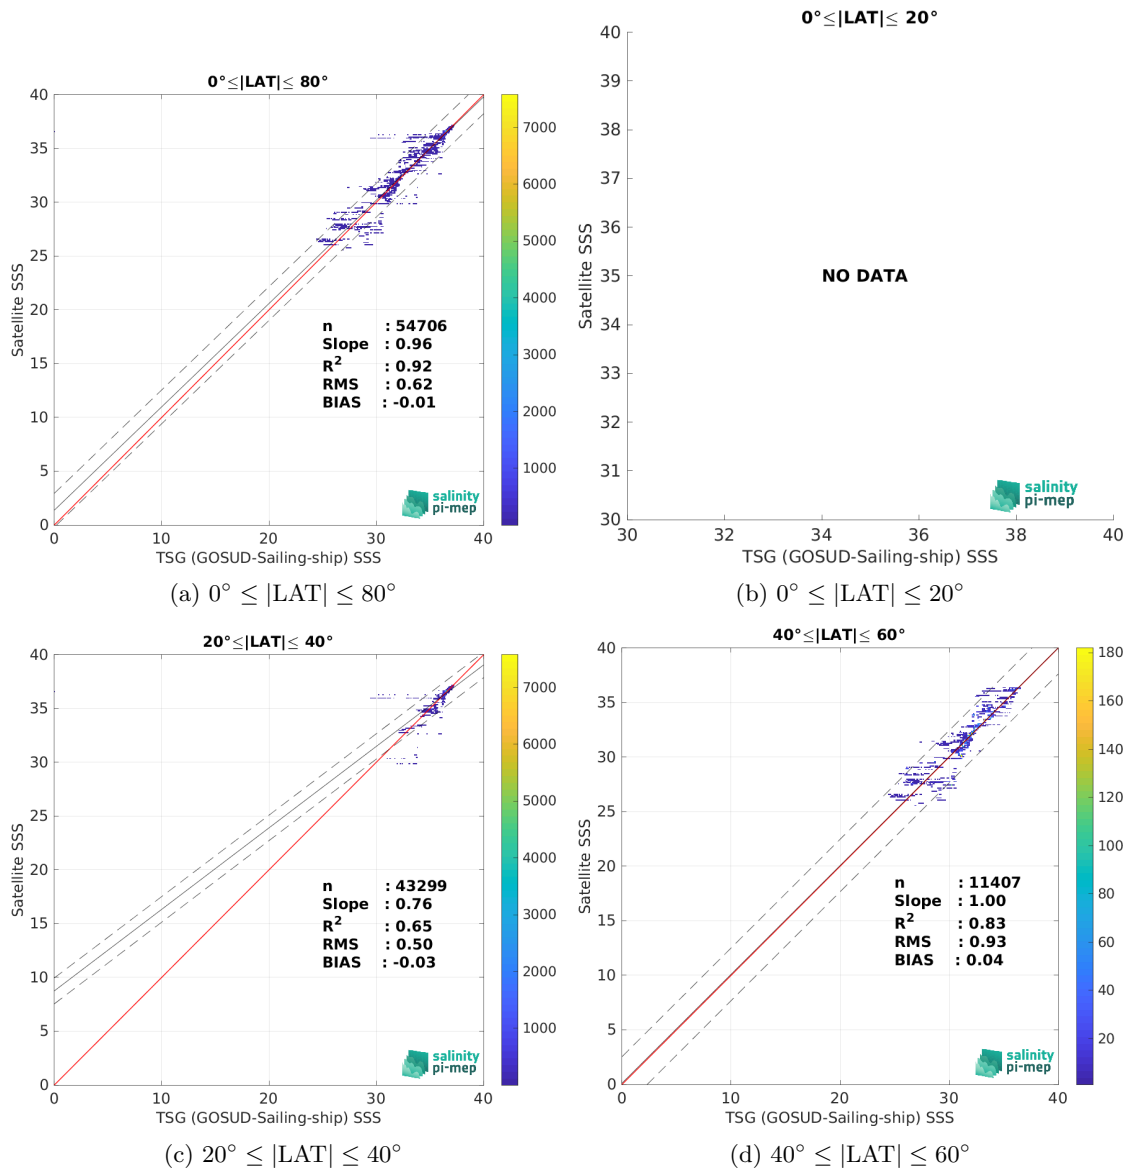 0°≤|LAT|≤ 80°
40
35
30
25
20
15
10
5
0
Satellite SSS
0
10
20
30
40
TSG (GOSUD-Sailing-ship) SSS
7000
6000
5000
4000
3000
2000
1000
n : 54706
Slope : 0.96
R² : 0.92
RMS : 0.62
BIAS : -0.01
salinity
pi-mep
(a) 0° ≤ |LAT| ≤ 80°
0°≤|LAT|≤ 20°
40
39
38
37
36
35
34
33
32
31
30
Satellite SSS
NO DATA
30
32
34
36
38
40
TSG (GOSUD-Sailing-ship) SSS
salinity
pi-mep
(b) 0° ≤ |LAT| ≤ 20°
20°≤|LAT|≤ 40°
40
35
30
25
20
15
10
5
0
Satellite SSS
0
10
20
30
40
TSG (GOSUD-Sailing-ship) SSS
7000
6000
5000
4000
3000
2000
1000
n : 43299
Slope : 0.76
R² : 0.65
RMS : 0.50
BIAS : -0.03
salinity
pi-mep
(c) 20° ≤ |LAT| ≤ 40°
40°≤|LAT|≤ 60°
40
35
30
25
20
15
10
5
0
Satellite SSS
0
10
20
30
40
TSG (GOSUD-Sailing-ship) SSS
180
160
140
120
100
80
60
40
20
n : 11407
Slope : 1.00
R² : 0.83
RMS : 0.93
BIAS : 0.04
salinity
pi-mep
(d) 40° ≤ |LAT| ≤ 60°